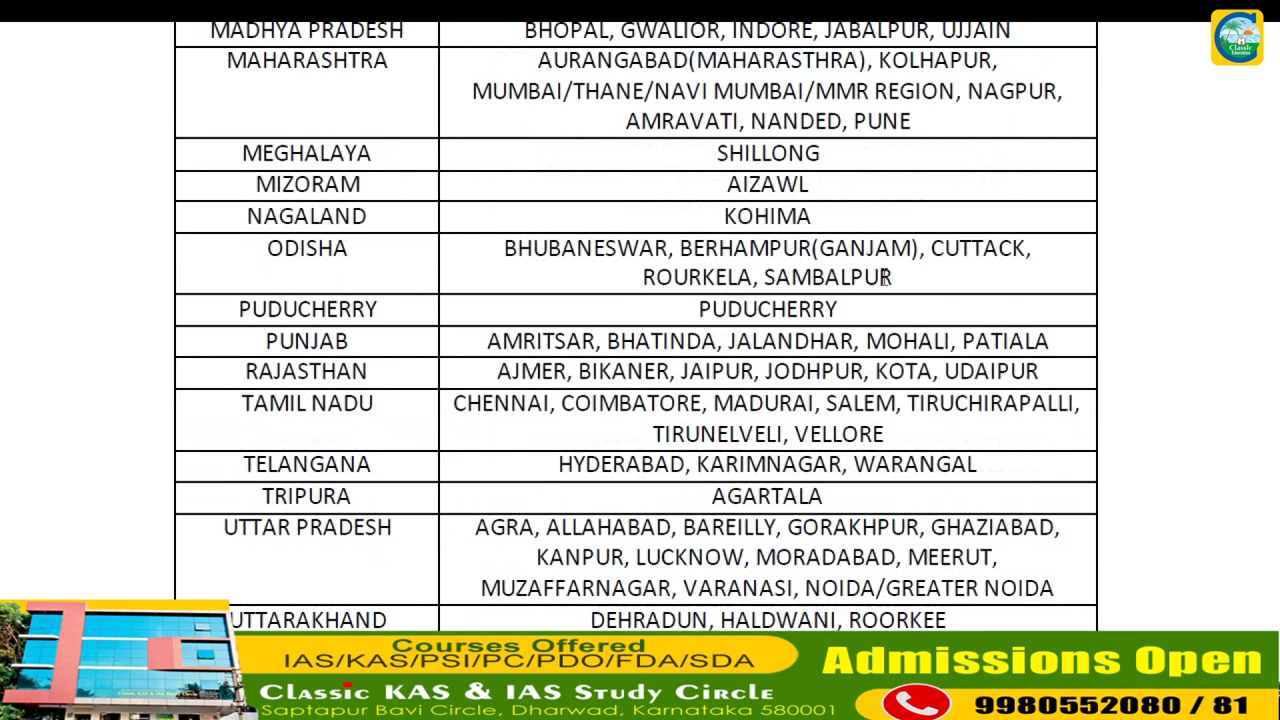 MADHYA PRADESH
BHOPAL, GWALIOR, INDORE, JABALPUR, UJJAIN
MAHARASHTRA
AURANGABAD(MAHARASTHRA), KOLHAPUR,
MUMBAI/THANE/NAVI MUMBAI/MMR REGION, NAGPUR,
AMRAVATI, NANDED, PUNE
MEGHALAYA
SHILLONG
MIZORAM
AIZAWL
NAGALAND
KOHIMA
ODISHA
BHUBANESWAR, BERHAMPUR(GANJAM), CUTTACK,
ROURKELA, SAMBALPUR
PUDUCHERRY
PUDUCHERRY
PUNJAB
AMRITSAR, BHATINDA, JALANDHAR, MOHALI, PATIALA
RAJASTHAN
AJMER, BIKANER, JAIPUR, JODHPUR, KOTA, UDAIPUR
TAMIL NADU
CHENNAI, COIMBATORE, MADURAI, SALEM, TIRUCHIRAPALLI,
TIRUNELVELI, VELLORE
TELANGANA
HYDERABAD, KARIMNAGAR, WARANGAL
TRIPURA
AGARTALA
UTTAR PRADESH
AGRA, ALLAHABAD, BAREILLY, GORAKHPUR, GHAZIABAD,
KANPUR, LUCKNOW, MORADABAD, MEERUT,
MUZAFFARNAGAR, VARANASI, NOIDA/GREATER NOIDA
UTTARAKHAND
DEHRADUN, HALDWANI, ROORKEE
Classic
Education
Courses Offered
IAS/KAS/PSI/PC/PDO/FDA/SDA
Classic KAS & IAS Study Circle
Saptapur Bavi Circle, Dharwad, Karnataka 580001
Admissions Open
9980552080 / 81